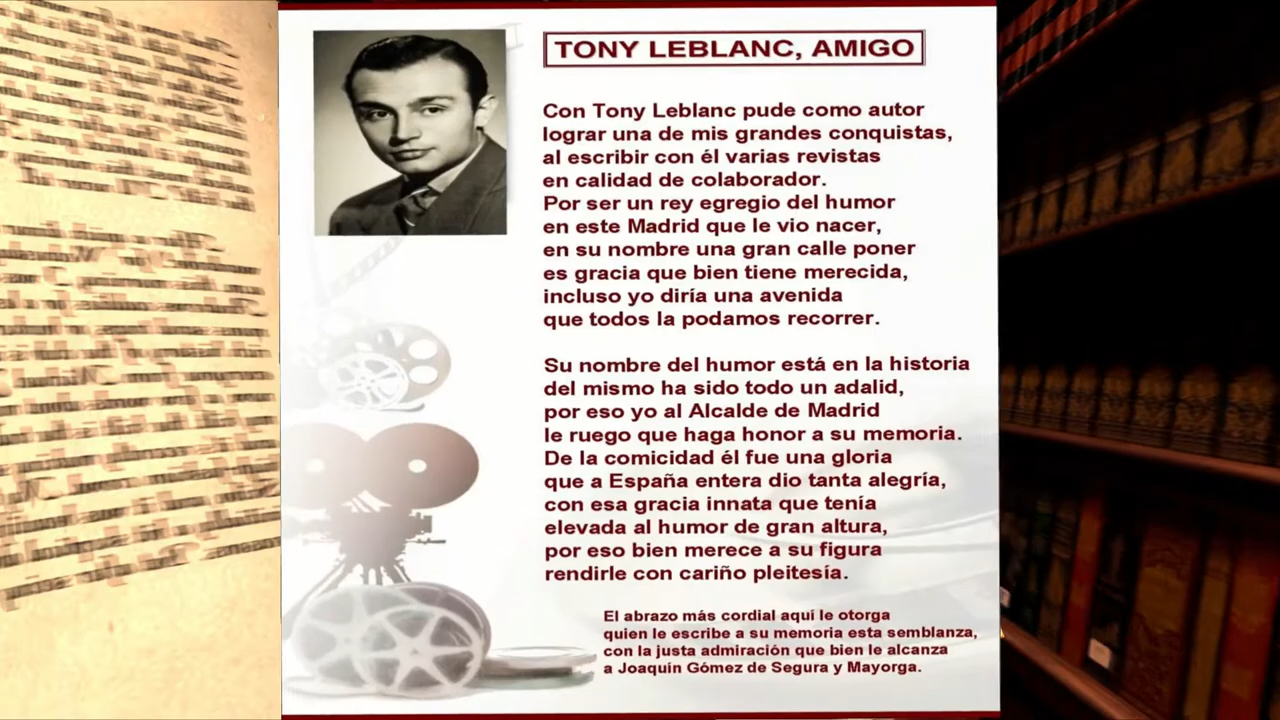 TONY LEBLANC, AMIGO
Con Tony Leblanc pude como autor
lograr una de mis grandes conquistas,
al escribir con él varias revistas
en calidad de colaborador.
Por ser un rey egregio del humor
en este Madrid que le vio nacer,
en su nombre una gran calle poner
es gracia que bien tiene merecida,
incluso yo diría una avenida
que todos la podamos recorrer.
Su nombre del humor está en la historia
del mismo ha sido todo un adalid,
por eso yo al Alcalde de Madrid
le ruego que haga honor a su memoria.
De la comicidad él fue una gloria
que a España entera dio tanta alegría,
con esa gracia innata que tenía
elevada al humor de gran altura,
por eso bien merece a su figura
rendirle con cariño pleitesía.
El abrazo más cordial aquí le otorga
quien le escribe a su memoria esta semblanza,
con la justa admiración que bien le alcanza
a Joaquín Gómez de Segura y Mayorga.